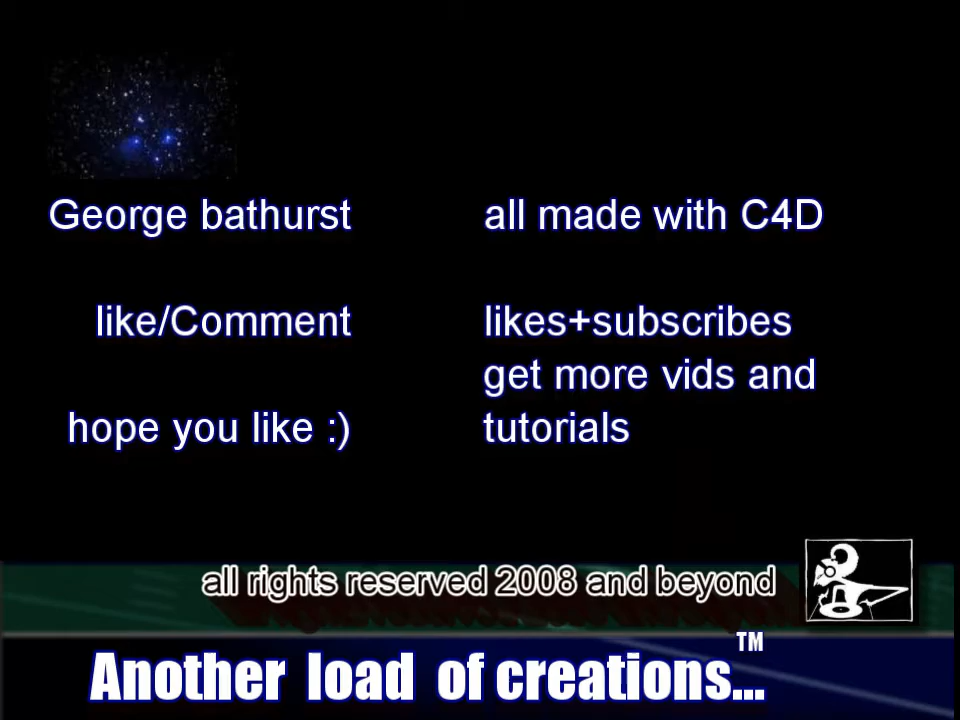 George bathurst
all made with C4D
like/Comment
likes+subscribes
get more vids and
hope you like :)
tutorials
all rights reserved 2008 and beyond
Another load of creations...™